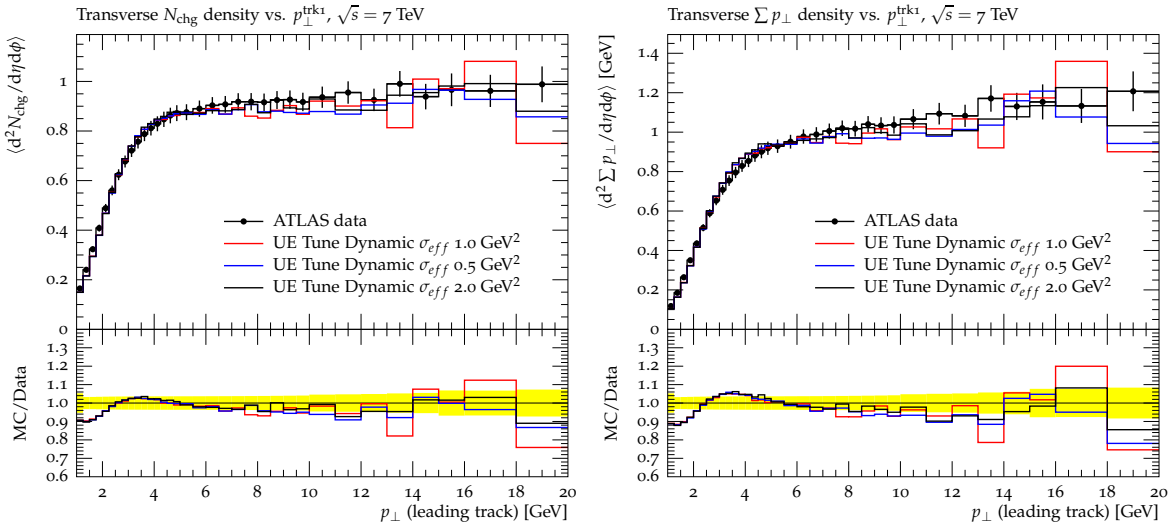 Transverse N_chg density vs. p_⊥^trk1, √s = 7 TeV
⟨d²N_chg/dηdϕ⟩
1
0.8
0.6
0.4
0.2
0
ATLAS data
UE Tune Dynamic σ_eff 1.0 GeV²
UE Tune Dynamic σ_eff 0.5 GeV²
UE Tune Dynamic σ_eff 2.0 GeV²
MC/Data
1.3
1.2
1.1
1.0
0.9
0.8
0.7
0.6
2 4 6 8 10 12 14 16 18 20
p_⊥ (leading track) [GeV]
Transverse ∑ p_⊥ density vs. p_⊥^trk1, √s = 7 TeV
⟨d² ∑ p_⊥/dηdϕ⟩ [GeV]
1.4
1.2
1
0.8
0.6
0.4
0.2
0
ATLAS data
UE Tune Dynamic σ_eff 1.0 GeV²
UE Tune Dynamic σ_eff 0.5 GeV²
UE Tune Dynamic σ_eff 2.0 GeV²
MC/Data
1.3
1.2
1.1
1.0
0.9
0.8
0.7
0.6
2 4 6 8 10 12 14 16 18 20
p_⊥ (leading track) [GeV]